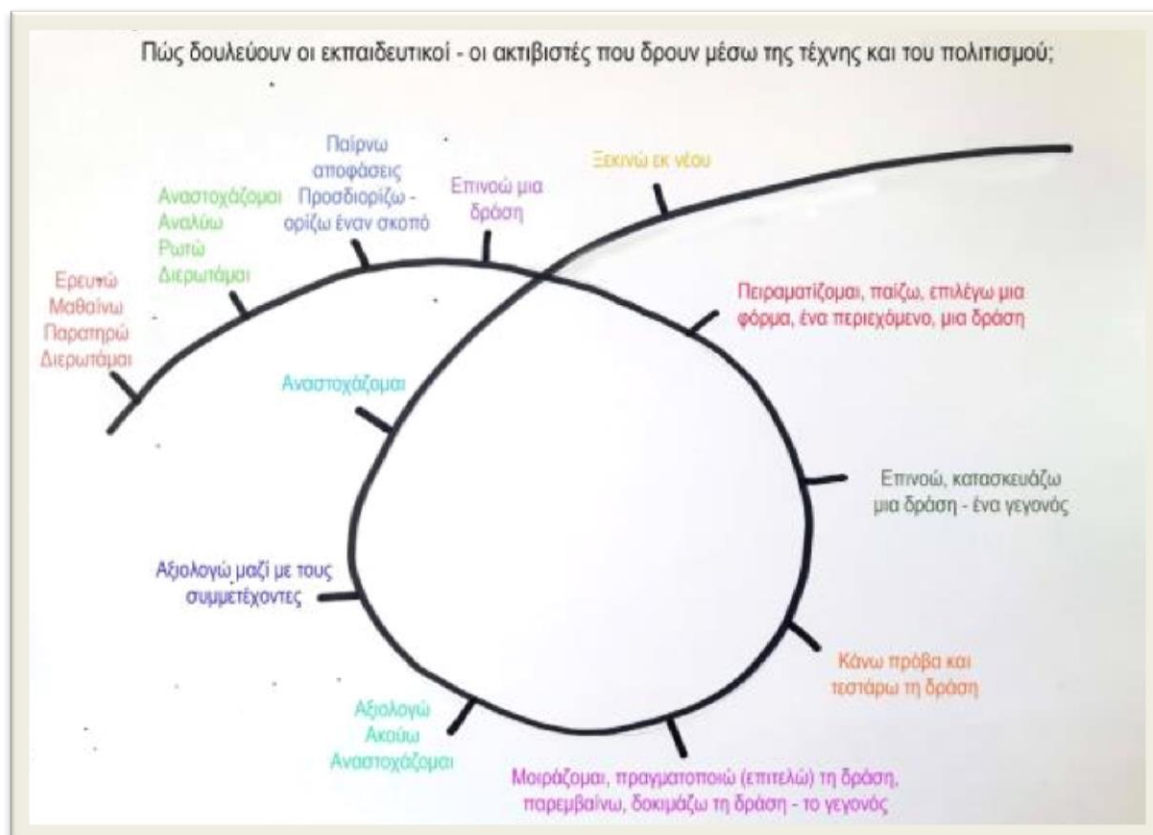 Πώς δουλεύουν οι εκπαιδευτικοί - οι ακτιβιστές που δρουν μέσω της τέχνης και του πολιτισμού;
Ερευνώ
Μαθαίνω
Παρατηρώ
Διερωτάμαι
Αναστοχάζομαι
Αναλύω
Ρωτώ
Διερωτάμαι
Παίρνω
αποφάσεις
Προσδιορίζω -
ορίζω έναν σκοπό
Επινοώ μια
δράση
Πειραματίζομαι, παίζω, επιλέγω μια
φόρμα, ένα περιεχόμενο, μια δράση
Επινοώ, κατασκευάζω
μια δράση - ένα γεγονός
Κάνω πρόβα και
τεστάρω τη δράση
Μοιράζομαι, πραγματοποιώ (επιτελώ) τη δράση,
παρεμβαίνω, δοκιμάζω τη δράση - το γεγονός
Αξιολογώ
Ακούω
Αναστοχάζομαι
Αξιολογώ μαζί με τους
συμμετέχοντες
Αναστοχάζομαι
Ξεκινώ εκ νέου